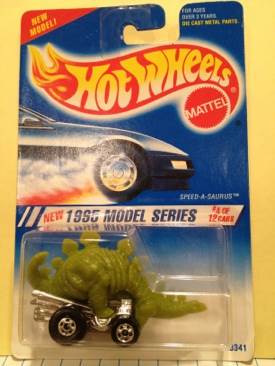 NEW
MODEL!
FOR AGES
OVER 3 YEARS
DIE CAST METAL PARTS.
HOT WHEELS
MATTEL
SPEED-A-SAURUS™
NEW 1995 MODEL SERIES
#4 OF
12 CARS